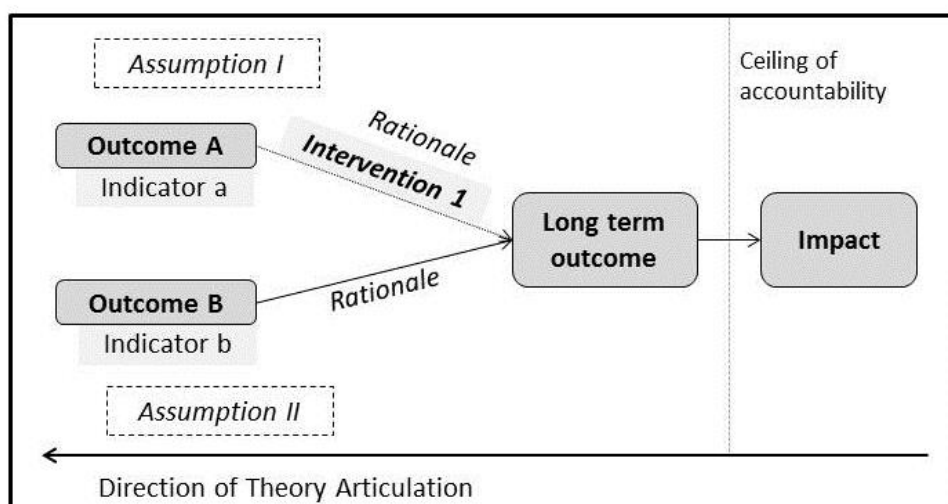 Assumption I
Ceiling of
accountability
Outcome A
Indicator a
Rationale
Intervention 1
Long term
outcome
Impact
Outcome B
Indicator b
Rationale
Assumption II
Direction of Theory Articulation